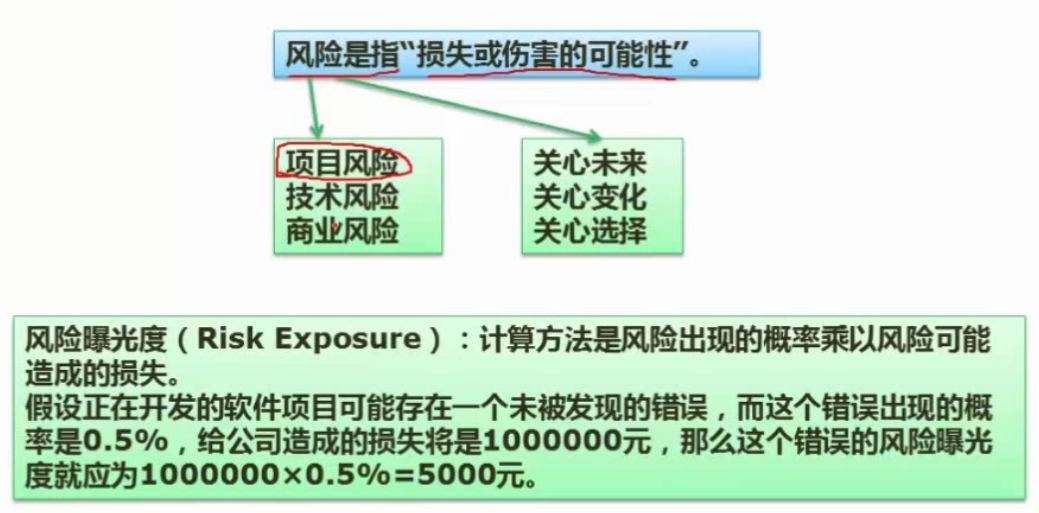 风险是指“损失或伤害的可能性”。
项目风险
技术风险
商业风险
关心未来
关心变化
关心选择
风险曝光度（Risk Exposure）：计算方法是风险出现的概率乘以风险可能
造成的损失。
假设正在开发的软件项目可能存在一个未被发现的错误，而这个错误出现的概
率是0.5%，给公司造成的损失将是1000000元，那么这个错误的风险曝光
度就应为1000000×0.5%=5000元。